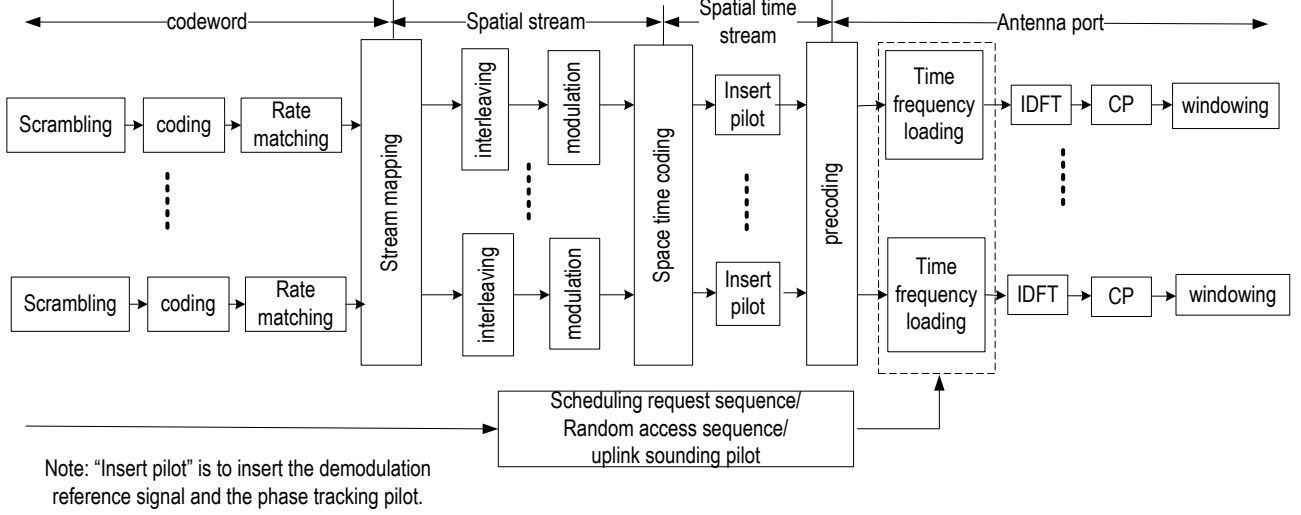 codeword
Spatial stream
Spatial time
stream
Antenna port
Scrambling
coding
Rate
matching
Stream mapping
interleaving
modulation
Space time coding
Insert
pilot
precoding
Time
frequency
loading
IDFT
CP
windowing
Scrambling
coding
Rate
matching
interleaving
modulation
Insert
pilot
Time
frequency
loading
IDFT
CP
windowing
Scheduling request sequence/
Random access sequence/
uplink sounding pilot
Note: “Insert pilot” is to insert the demodulation
reference signal and the phase tracking pilot.